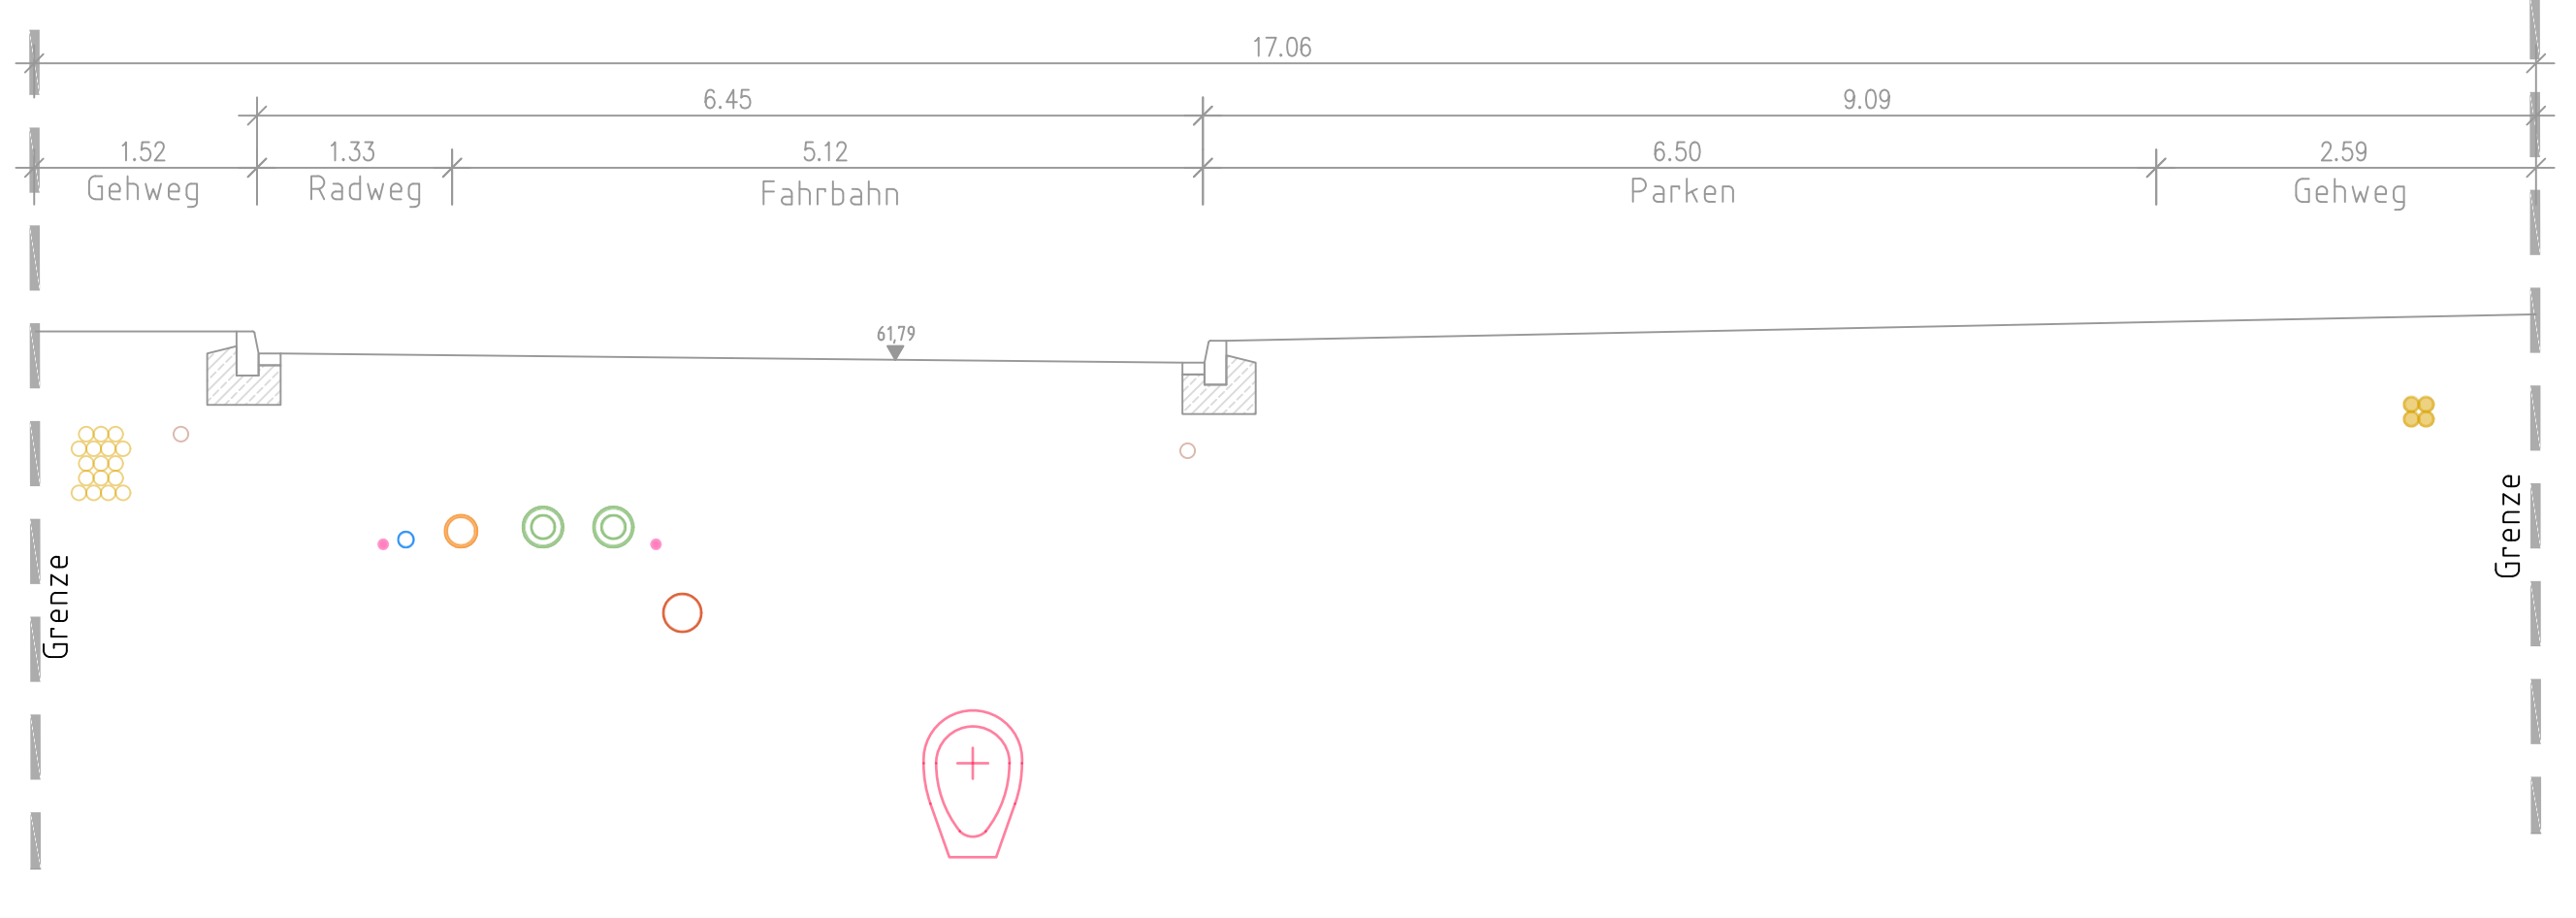 17.06
6.45
9.09
1.52
1.33
5.12
6.50
2.59
Gehweg
Radweg
Fahrbahn
Parken
Gehweg
61,79
Grenze
Grenze